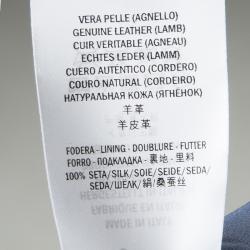 VERA PELLE (AGNELLO)
GENUINE LEATHER (LAMB)
CUIR VERITABLE (AGNEAU)
ECHTES LEDER (LAMM)
CUERO AUTÉNTICO (CORDERO)
COURO NATURAL (CORDEIRO)
НАТУРАЛЬНАЯ КОЖА (ЯГНЁНОК)
羊革
羊皮革
FODERA - LINING - DOUBLURE - FUTTER
FORRO - ПОДКЛАДКА - 裏地 - 里料
100% SETA/SILK/SOIE/SEIDE/SEDA/
SEDA/ШЕЛК/絹/桑蚕丝